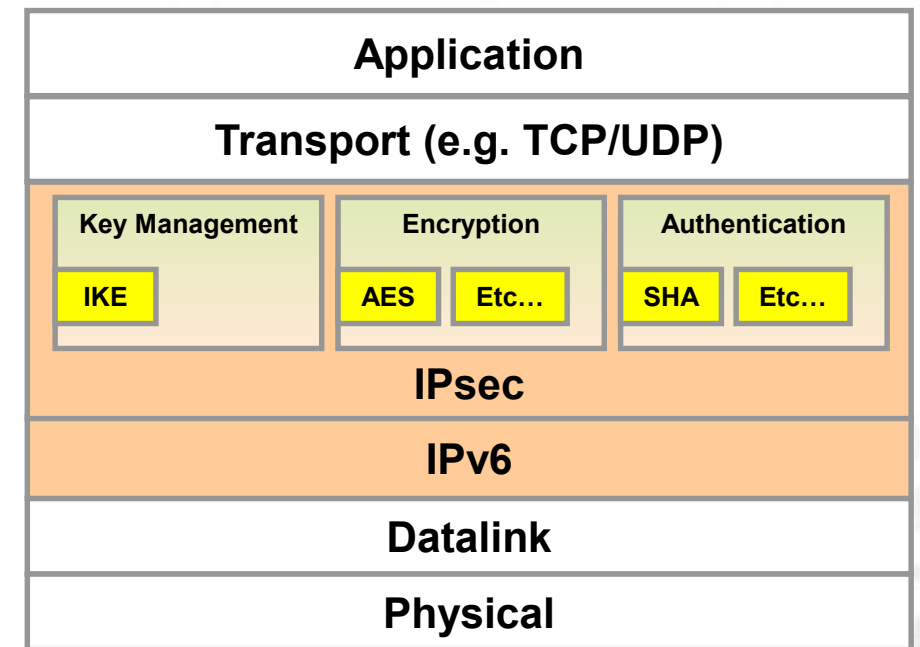 Application
Transport (e.g. TCP/UDP)
Key Management
Encryption
Authentication
IKE
AES
Etc…
SHA
Etc…
IPsec
IPv6
Datalink
Physical